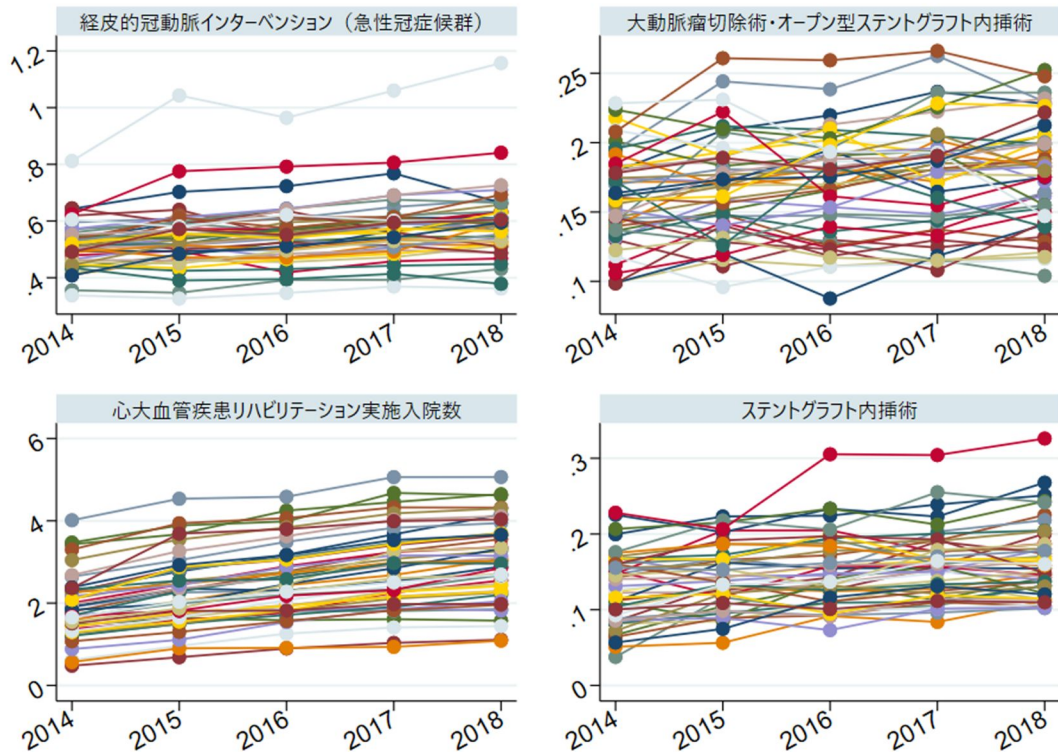 経皮的冠動脈インターベンション（急性冠症候群）
1.2
1
.8
.6
.4
2014 2015 2016 2017 2018
大動脈瘤切除術・オープン型ステントグラフト内挿術
.25
.2
.15
.1
2014 2015 2016 2017 2018
心大血管疾患リハビリテーション実施入院数
6
4
2
0
2014 2015 2016 2017 2018
ステントグラフト内挿術
.3
.2
.1
0
2014 2015 2016 2017 2018